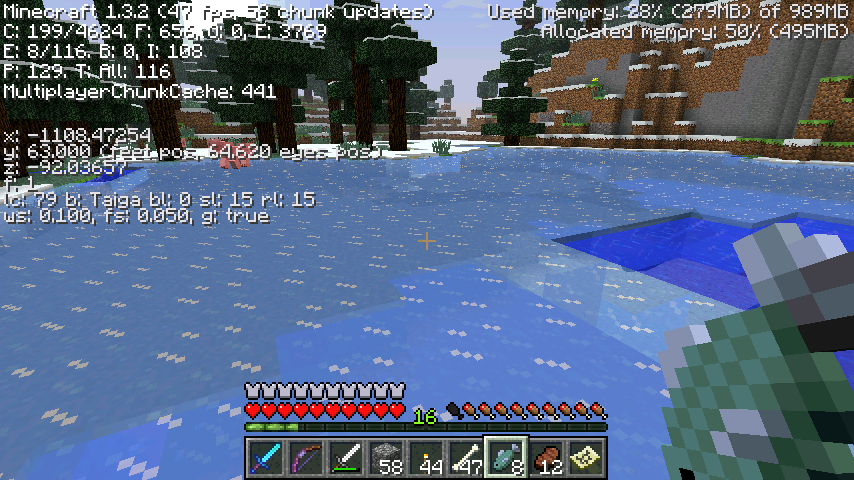 Minecraft 1.3.2 (47 fps, 58 chunk updates)
C: 199/4624. F: 656, O: 0, E: 3769
E: 8/116. B: 0, I: 108
P: 129. T: All: 116
MultiplayerChunkCache: 441
x: -1108.47254
y: 63.000 (feet pos, 64.620 eyes pos)
z: -92.03657
f: 1
lc: 79 b: Taiga bl: 0 sl: 15 rl: 15
ws: 0.100, fs: 0.050, g: true
Used memory: 28% (279MB) of 989MB
Allocated memory: 50% (495MB)
16
58 44 47 8 12